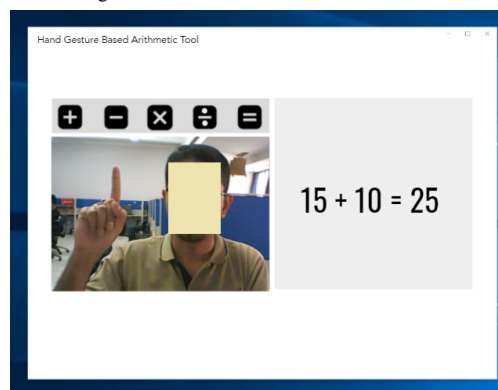 Hand Gesture Based Arithmetic Tool
+ − × ÷ =
15 + 10 = 25